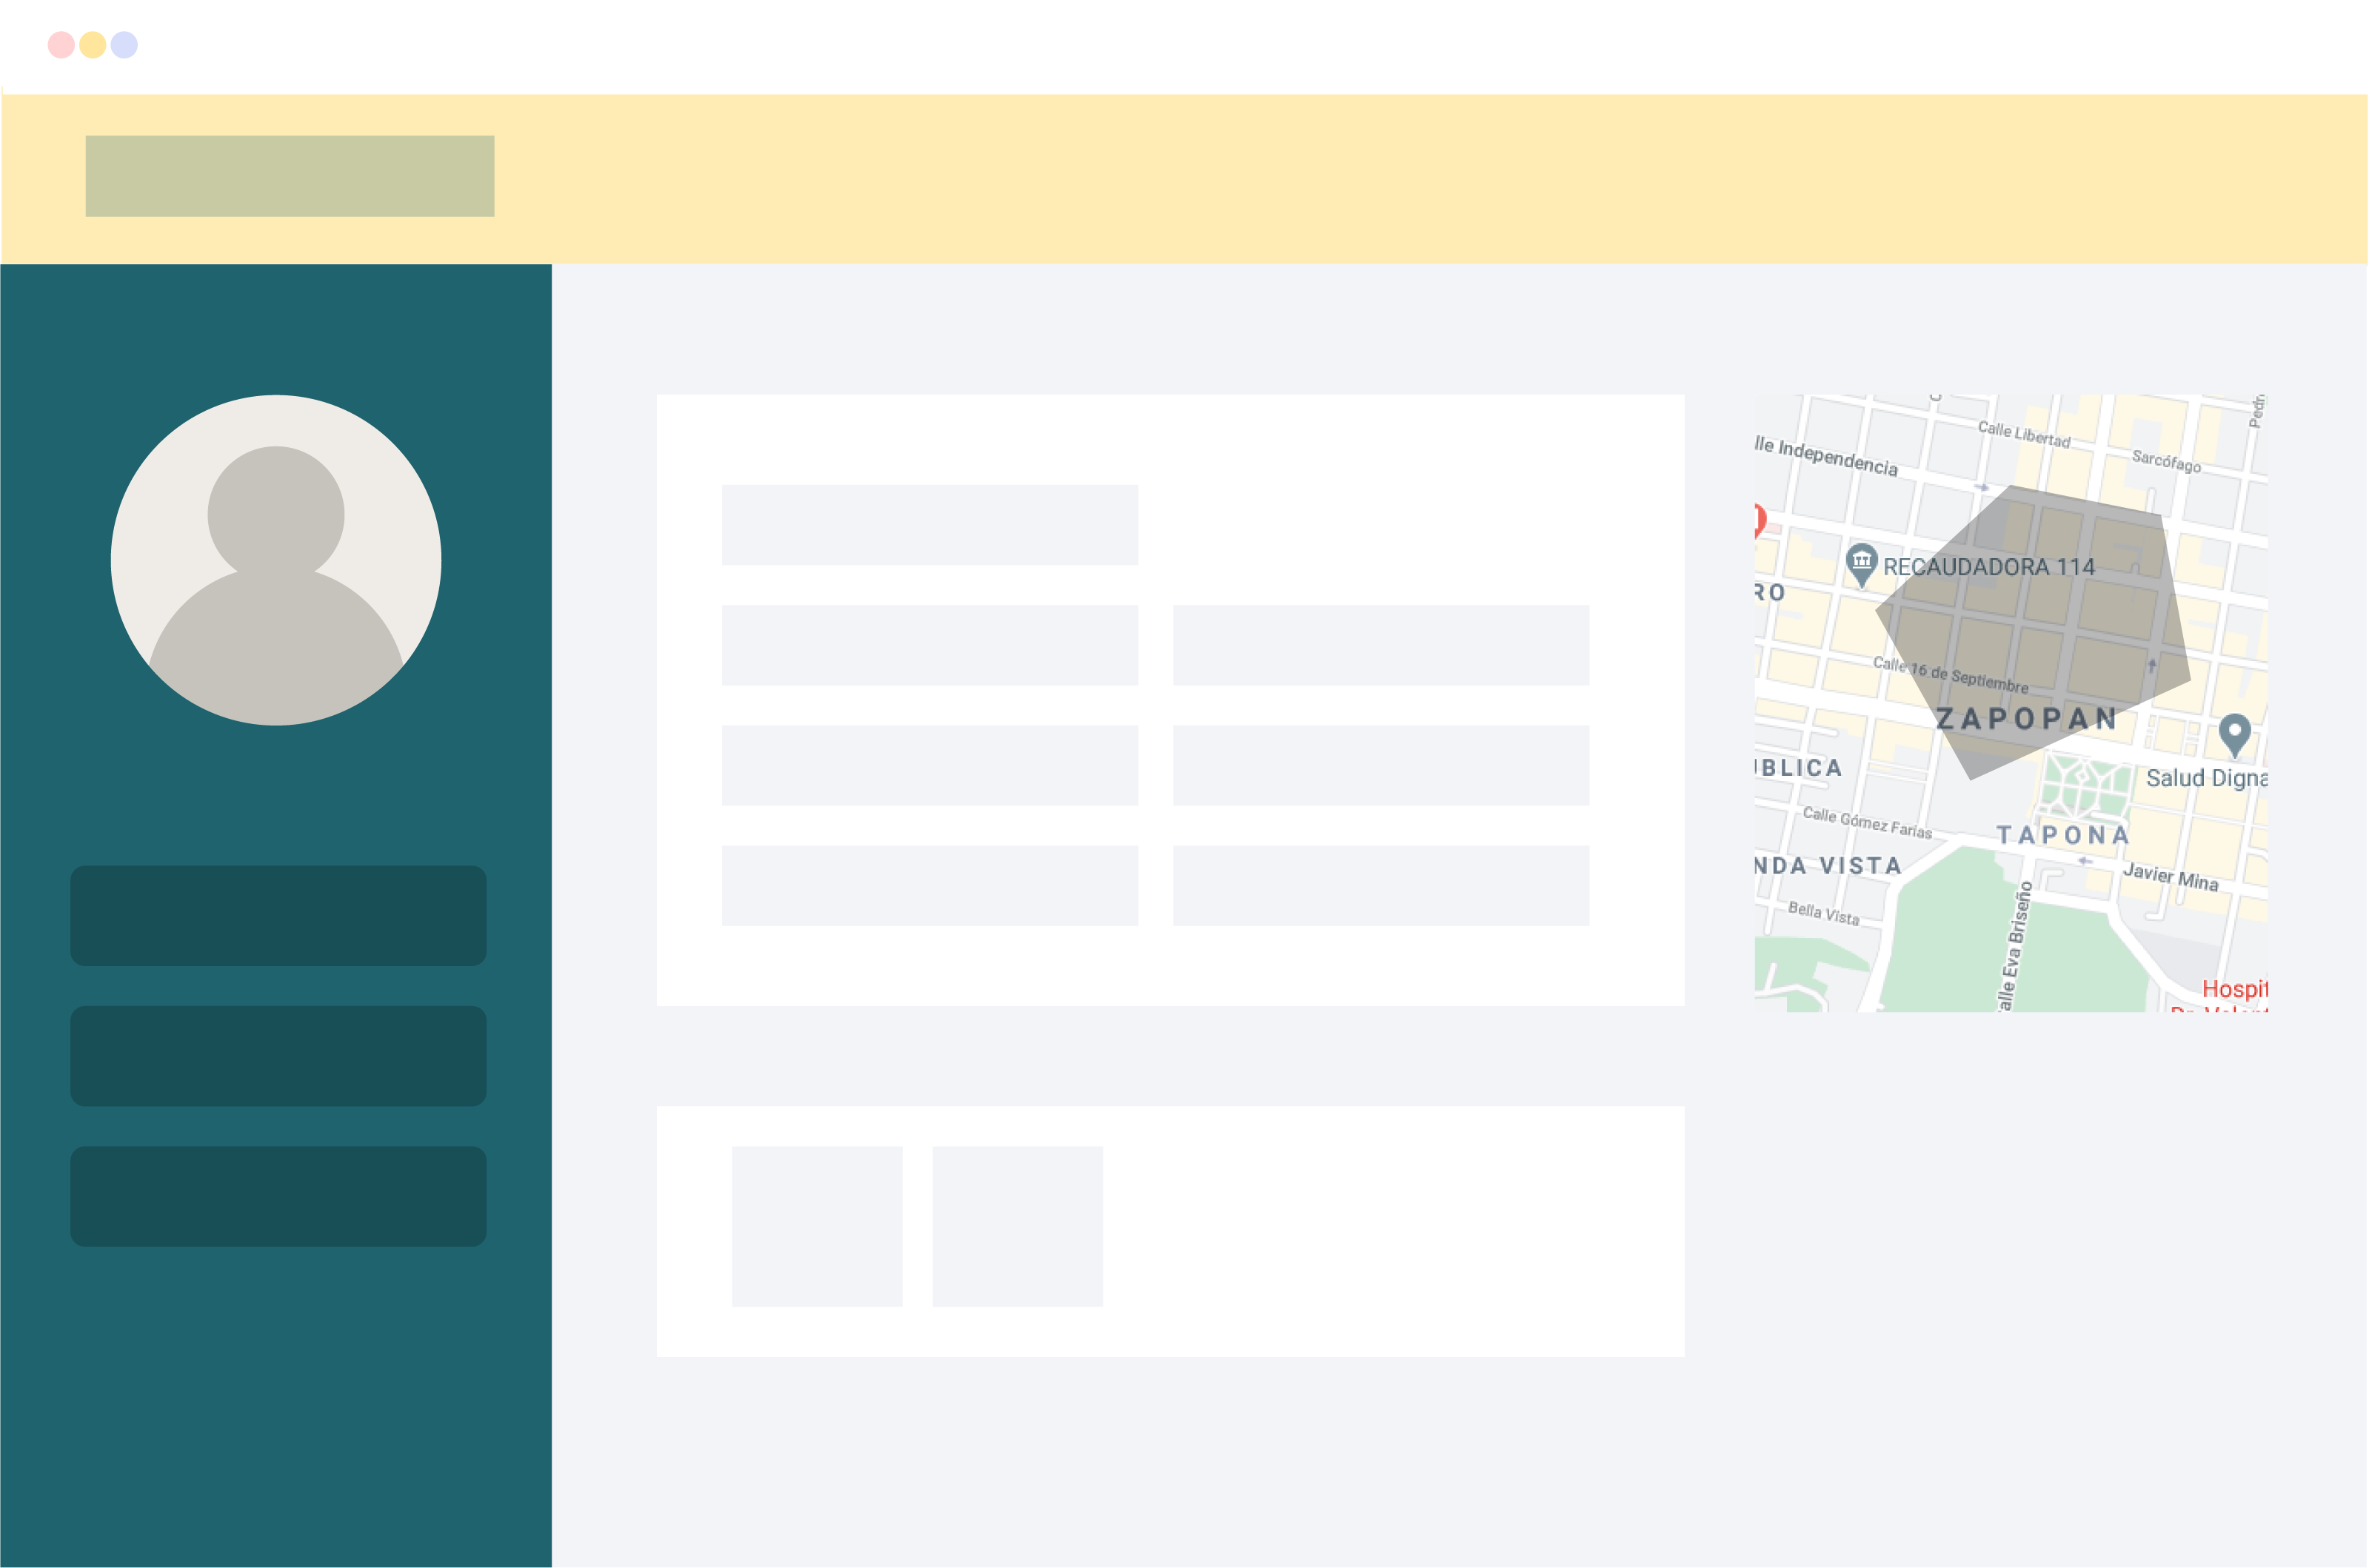 Calle Libertad
Sarcófago
lle Independencia
RECAUDADORA 114
RO
Calle 16 de Septiembre
ZAPOPAN
BLICA
Salud Digna
Calle Gómez Farias
TAPONA
NDA VISTA
Javier Mina
Bella Vista
alle Eva Briseño
Hospit